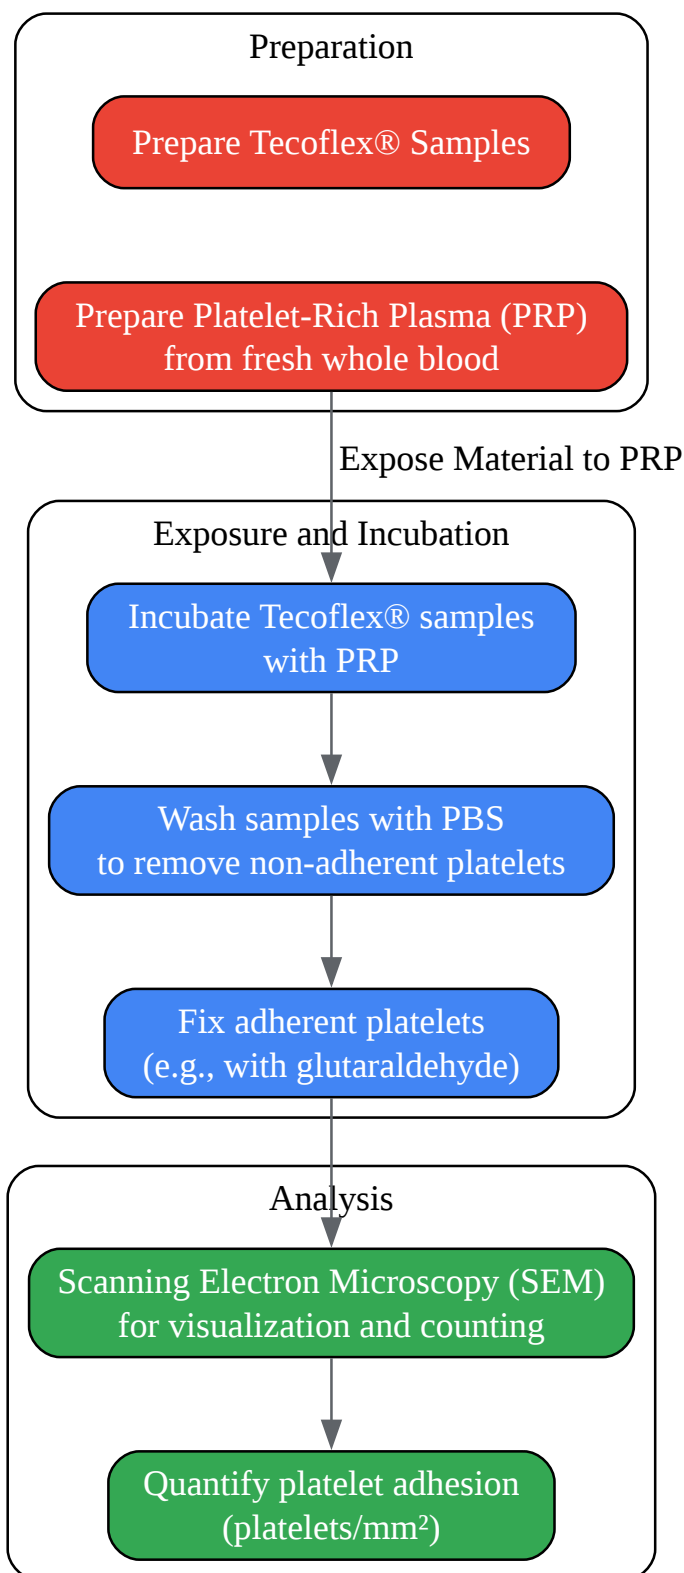 Preparation
Prepare Tecoflex® Samples
Prepare Platelet-Rich Plasma (PRP)
from fresh whole blood
Expose Material to PRP
Exposure and Incubation
Incubate Tecoflex® samples
with PRP
Wash samples with PBS
to remove non-adherent platelets
Fix adherent platelets
(e.g., with glutaraldehyde)
Analysis
Scanning Electron Microscopy (SEM)
for visualization and counting
Quantify platelet adhesion
(platelets/mm²)